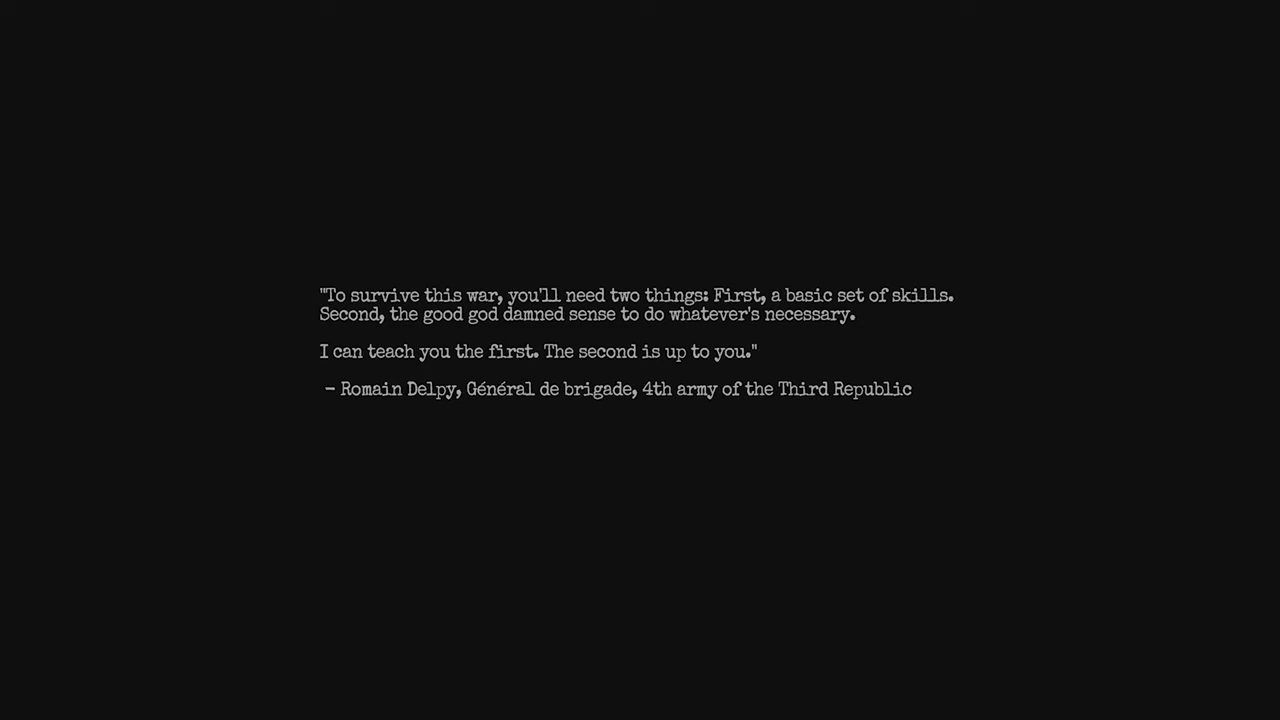 "To survive this war, you'll need two things: First, a basic set of skills.
Second, the good god damned sense to do whatever's necessary.
I can teach you the first. The second is up to you."
– Romain Delpy, Général de brigade, 4th army of the Third Republic